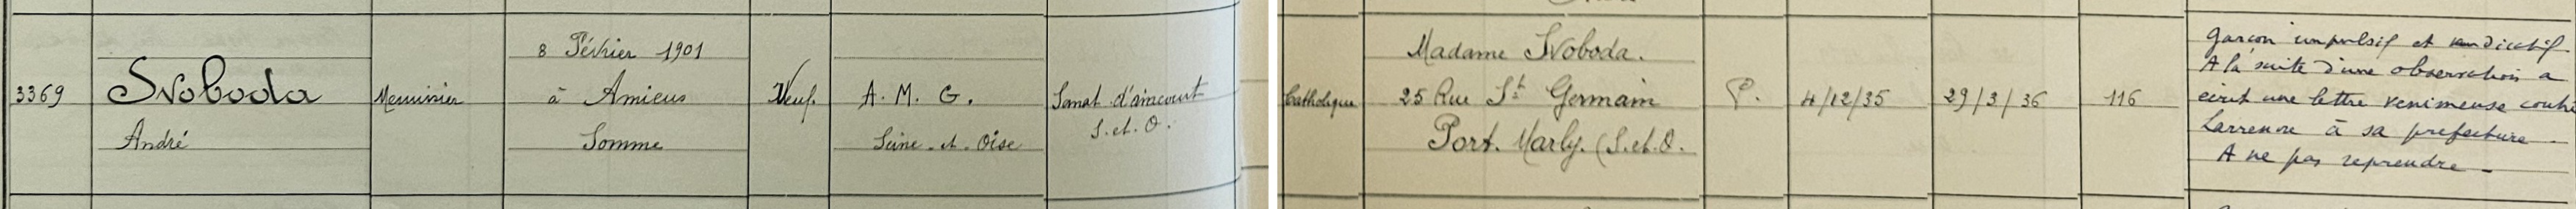 3369
Svoboda
André
Menuisier
8 Février 1901
à Amiens
Somme
Veuf.
A. M. G.
Seine-et-Oise
Sanat. d'aincourt
S. et. O.
Catholique
Madame Svoboda.
25 Rue St Germain
Port. Marly. (S. et. O.
P.
4/12/35
29/3/36
116
garçon impulsif et vindicatif
A la suite d'une observation a
écrit une lettre venimeuse contre
à sa prefecture.
A ne pas reprendre.